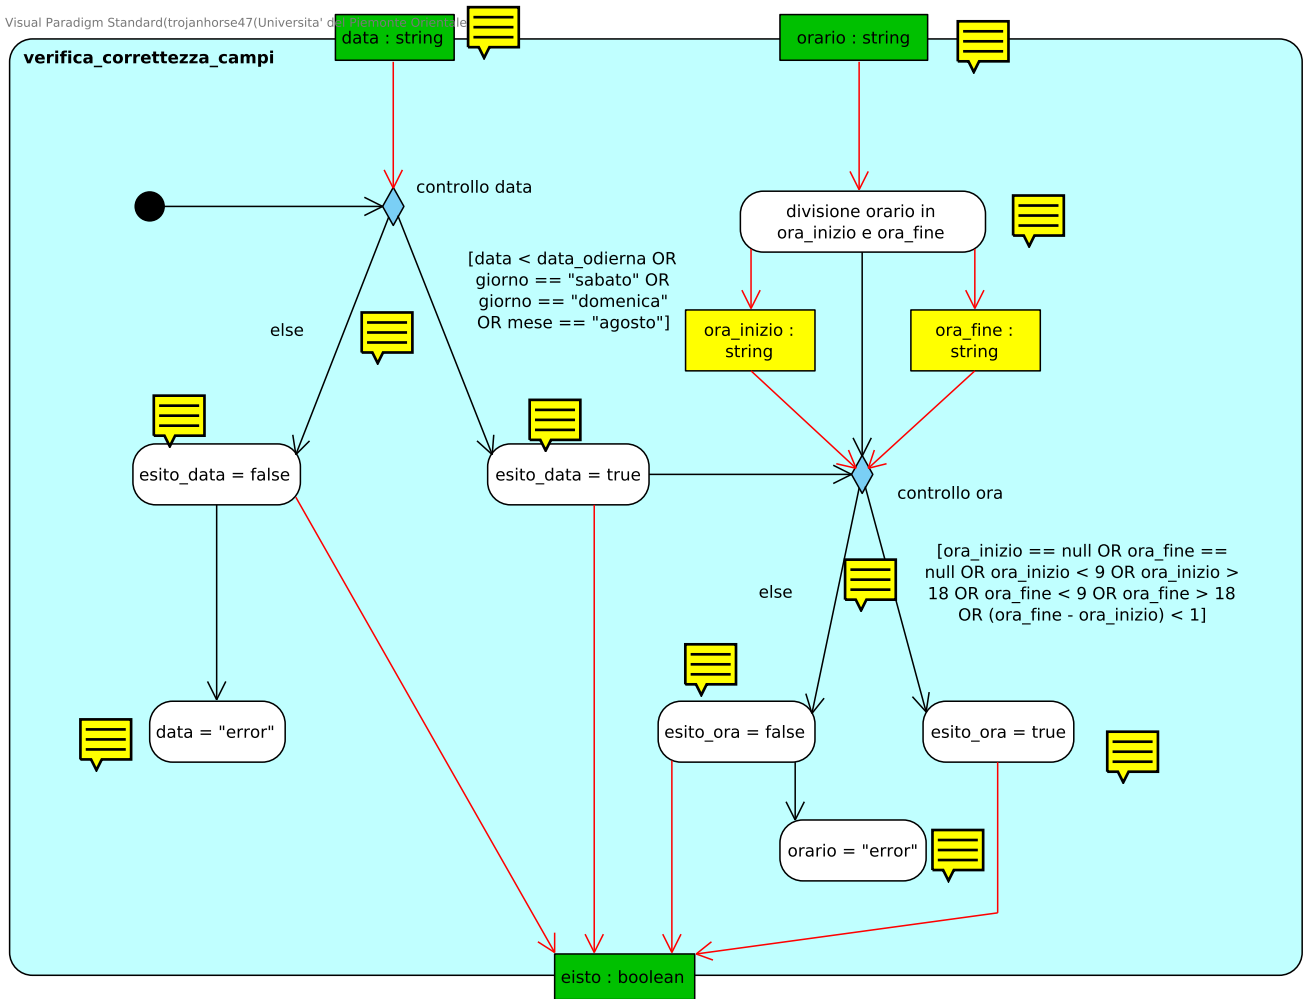 Visual Paradigm Standard(trojanhorse47(Universita' del Piemonte Orientale
data : string
orario : string
verifica_correttezza_campi
controllo data
divisione orario in
ora_inizio e ora_fine
[data < data_odierna OR
giorno == "sabato" OR
giorno == "domenica"
OR mese == "agosto"]
else
ora_inizio :
string
ora_fine :
string
esito_data = false
esito_data = true
controllo ora
[ora_inizio == null OR ora_fine ==
null OR ora_inizio < 9 OR ora_inizio >
18 OR ora_fine < 9 OR ora_fine > 18
OR (ora_fine - ora_inizio) < 1]
else
data = "error"
esito_ora = false
esito_ora = true
orario = "error"
eisto : boolean